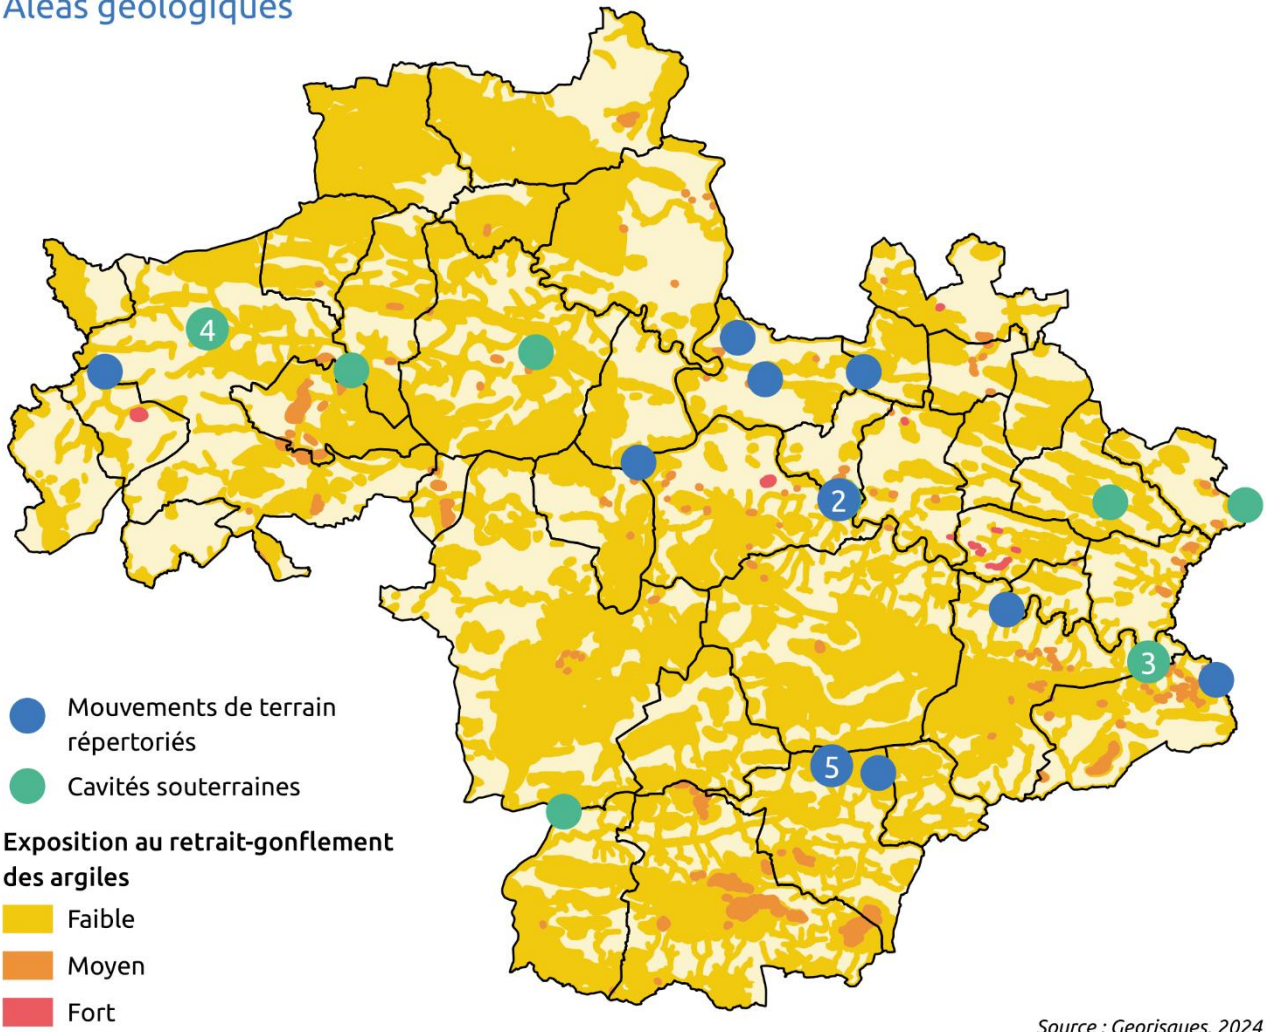 Aléas géologiques
4
2
3
5
Mouvements de terrain
répertoriés
Cavités souterraines
Exposition au retrait-gonflement
des argiles
Faible
Moyen
Fort
Source : Georisques, 2024